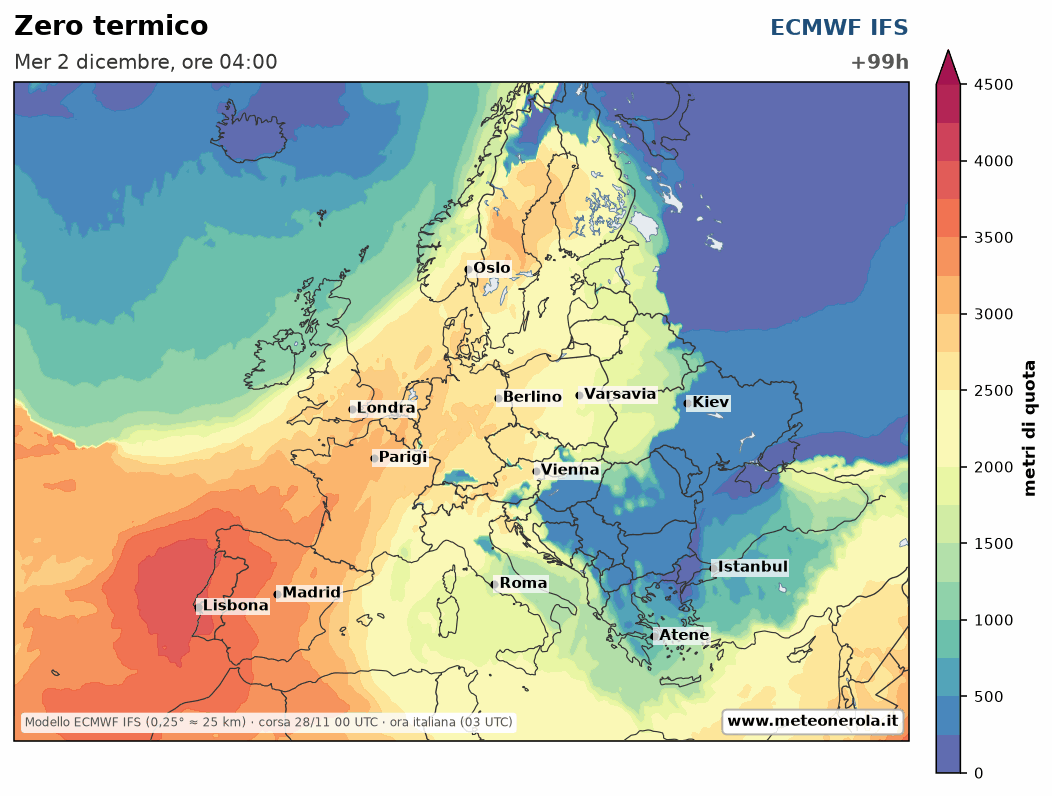 Zero termico
ECMWF IFS
Mer 2 dicembre, ore 04:00
+99h
4500
4000
3500
3000
2500
2000
1500
1000
500
0
metri di quota
Oslo
Berlino
Varsavia
Kiev
Londra
Parigi
Vienna
Istanbul
Roma
Madrid
Lisbona
Atene
Modello ECMWF IFS (0,25° ≈ 25 km) · corsa 28/11 00 UTC · ora italiana (03 UTC)
www.meteonerola.it